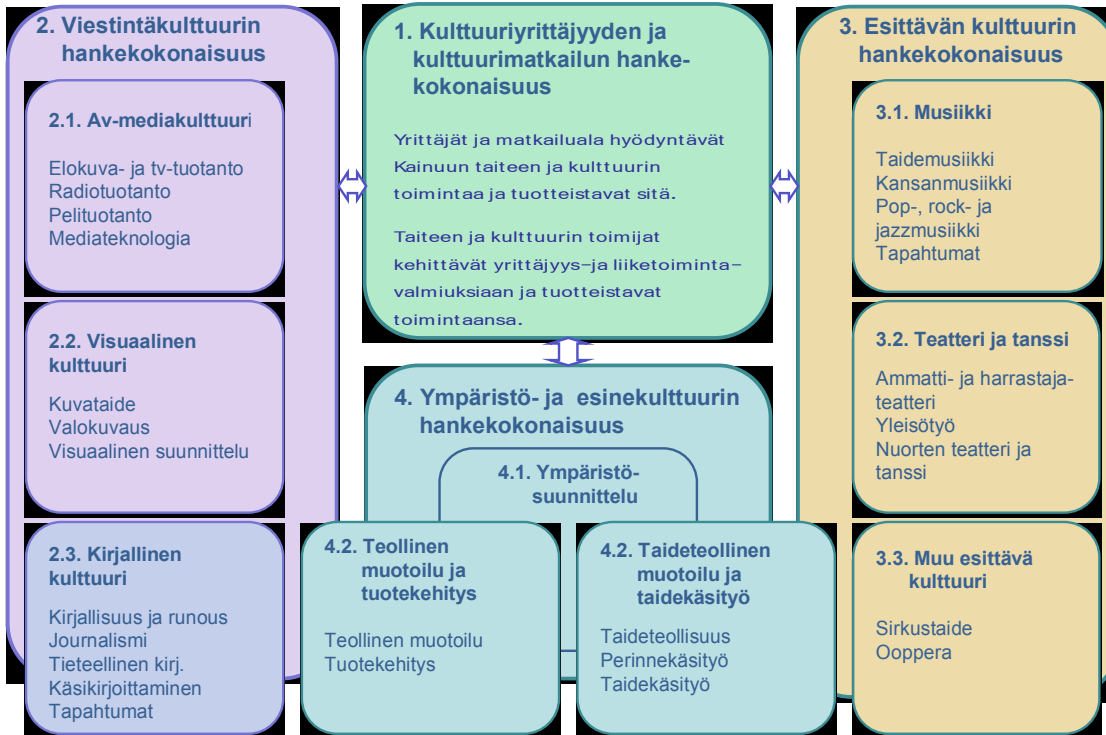 2. Viestintäkulttuurin
hankekokonaisuus
2.1. Av-mediakulttuuri
Elokuva- ja tv-tuotanto
Radiotuotanto
Pelituotanto
Mediateknologia
2.2. Visuaalinen
kulttuuri
Kuvataide
Valokuvaus
Visuaalinen suunnittelu
2.3. Kirjallinen
kulttuuri
Kirjallisuus ja runous
Journalismi
Tieteellinen kirj.
Käsikirjoittaminen
Tapahtumat
1. Kulttuuriyrittäjyyden ja
kulttuurimatkailun hanke-
kokonaisuus
Yrittäjät ja matkailuala hyödyntävät
Kainuun taiteen ja kulttuurin
toimintaa ja tuotteistavat sitä.
Taiteen ja kulttuurin toimijat
kehittävät yrittäjyys–ja liiketoiminta–
valmiuksiaan ja tuotteistavat
toimintaansa.
4. Ympäristö- ja esinekulttuurin
hankekokonaisuus
4.1. Ympäristö-
suunnittelu
4.2. Teollinen
muotoilu ja
tuotekehitys
Teollinen muotoilu
Tuotekehitys
4.2. Taideteollinen
muotoilu ja
taidekäsityö
Taideteollisuus
Perinnekäsityö
Taidekäsityö
3. Esittävän kulttuurin
hankekokonaisuus
3.1. Musiikki
Taidemusiikki
Kansanmusiikki
Pop-, rock- ja
jazzmusiikki
Tapahtumat
3.2. Teatteri ja tanssi
Ammatti- ja harrastaja-
teatteri
Yleisötyö
Nuorten teatteri ja
tanssi
3.3. Muu esittävä
kulttuuri
Sirkustaide
Ooppera